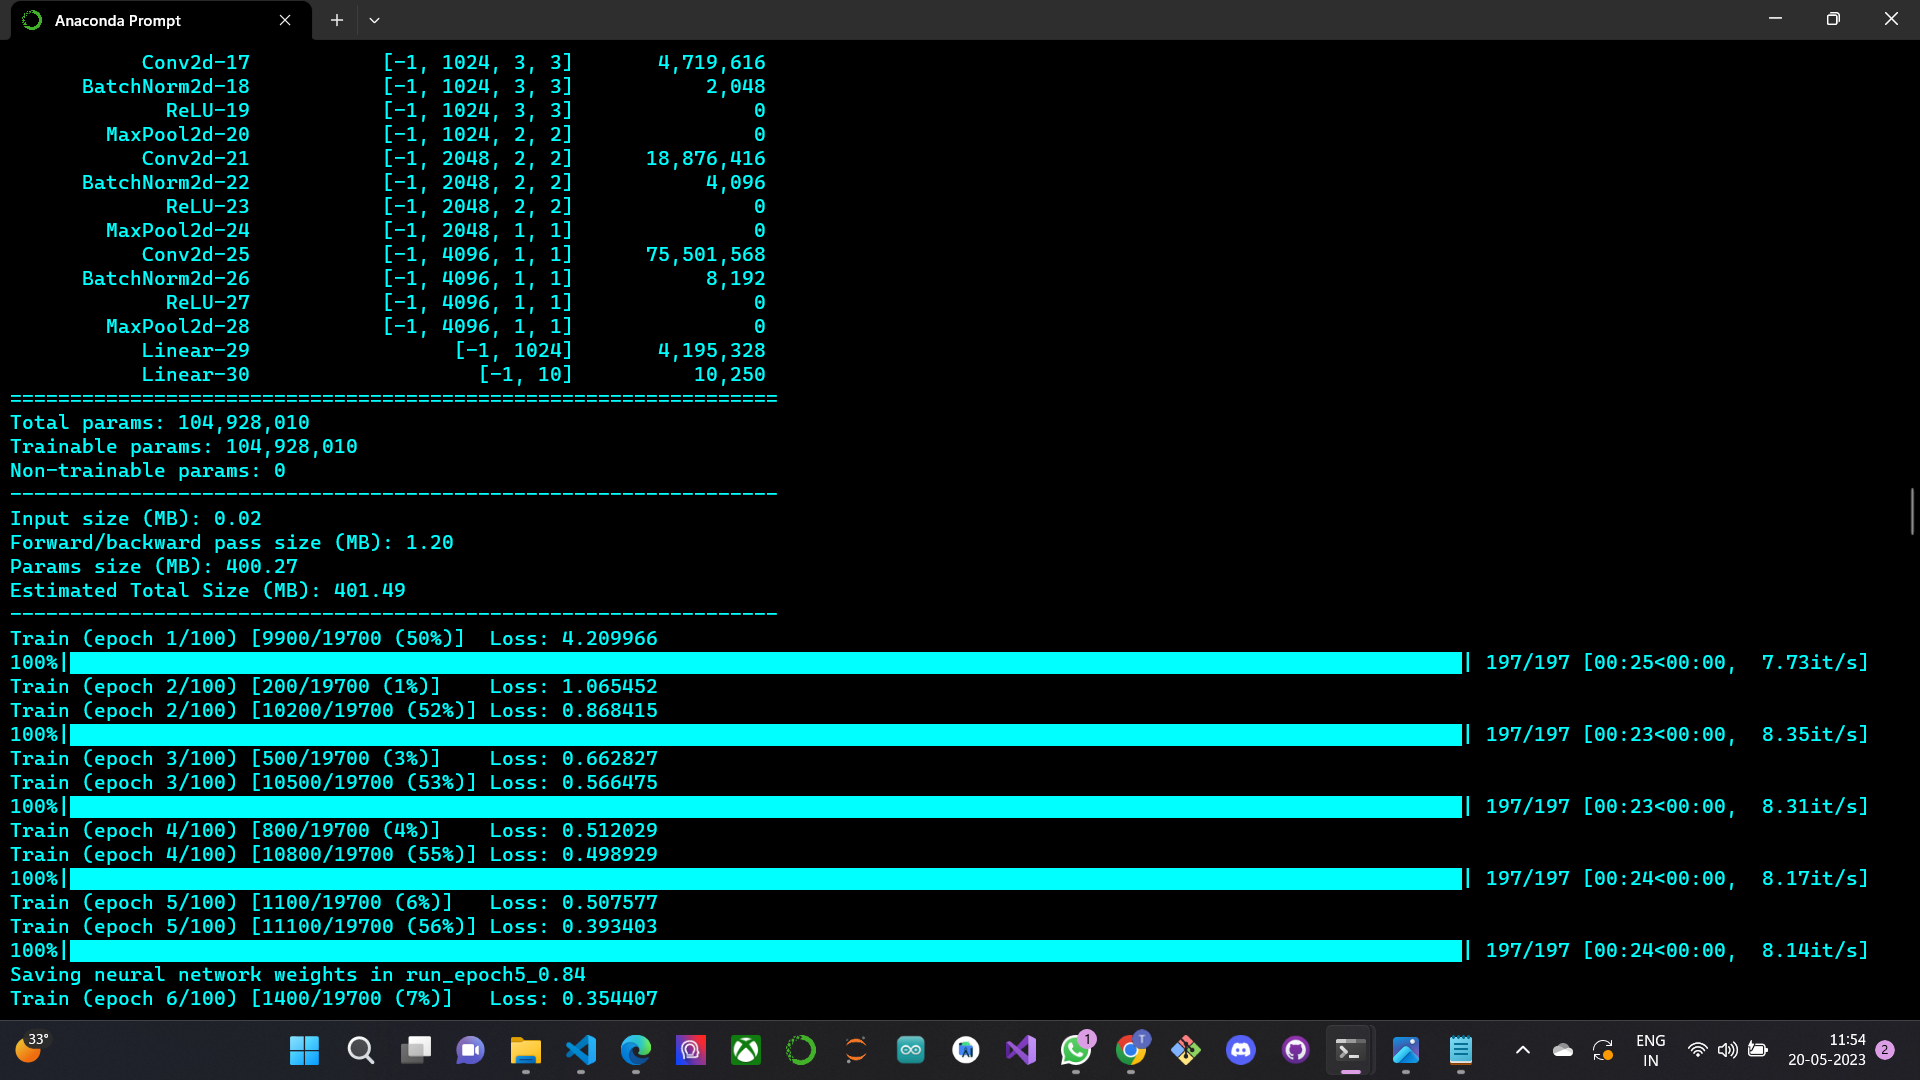 Anaconda Prompt
Conv2d-17 [-1, 1024, 3, 3] 4,719,616
BatchNorm2d-18 [-1, 1024, 3, 3] 2,048
ReLU-19 [-1, 1024, 3, 3] 0
MaxPool2d-20 [-1, 1024, 2, 2] 0
Conv2d-21 [-1, 2048, 2, 2] 18,876,416
BatchNorm2d-22 [-1, 2048, 2, 2] 4,096
ReLU-23 [-1, 2048, 2, 2] 0
MaxPool2d-24 [-1, 2048, 1, 1] 0
Conv2d-25 [-1, 4096, 1, 1] 75,501,568
BatchNorm2d-26 [-1, 4096, 1, 1] 8,192
ReLU-27 [-1, 4096, 1, 1] 0
MaxPool2d-28 [-1, 4096, 1, 1] 0
Linear-29 [-1, 1024] 4,195,328
Linear-30 [-1, 10] 10,250
================================================================
Total params: 104,928,010
Trainable params: 104,928,010
Non-trainable params: 0
----------------------------------------------------------------
Input size (MB): 0.02
Forward/backward pass size (MB): 1.20
Params size (MB): 400.27
Estimated Total Size (MB): 401.49
----------------------------------------------------------------
Train (epoch 1/100) [9900/19700 (50%)] Loss: 4.209966
100%| | 197/197 [00:25<00:00, 7.73it/s]
Train (epoch 2/100) [200/19700 (1%)] Loss: 1.065452
Train (epoch 2/100) [10200/19700 (52%)] Loss: 0.868415
100%| | 197/197 [00:23<00:00, 8.35it/s]
Train (epoch 3/100) [500/19700 (3%)] Loss: 0.662827
Train (epoch 3/100) [10500/19700 (53%)] Loss: 0.566475
100%| | 197/197 [00:23<00:00, 8.31it/s]
Train (epoch 4/100) [800/19700 (4%)] Loss: 0.512029
Train (epoch 4/100) [10800/19700 (55%)] Loss: 0.498929
100%| | 197/197 [00:24<00:00, 8.17it/s]
Train (epoch 5/100) [1100/19700 (6%)] Loss: 0.507577
Train (epoch 5/100) [11100/19700 (56%)] Loss: 0.393403
100%| | 197/197 [00:24<00:00, 8.14it/s]
Saving neural network weights in run_epoch5_0.84
Train (epoch 6/100) [1400/19700 (7%)] Loss: 0.354407
33°
1
T
ENG
IN
11:54
20-05-2023
2